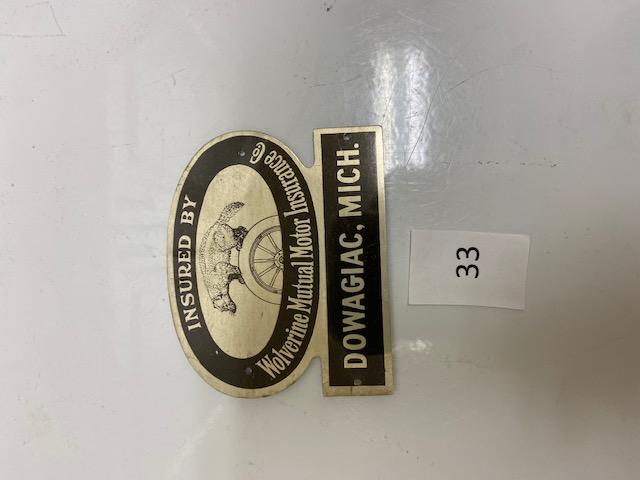 INSURED BY
Wolverine Mutual Motor Insurance Co
DOWAGIAC, MICH.
33